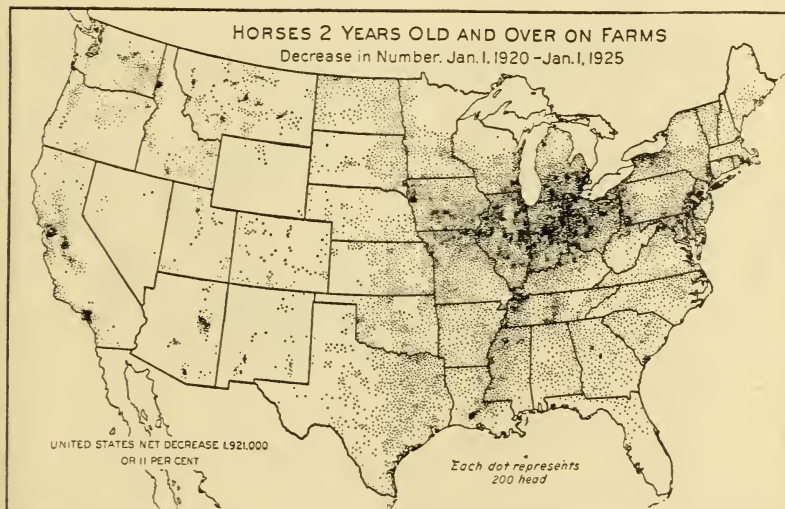 HORSES 2 YEARS OLD AND OVER ON FARMS
Decrease in Number. Jan. 1, 1920 – Jan. 1, 1925
UNITED STATES NET DECREASE 1,921,000
OR 11 PER CENT
Each dot represents
200 head